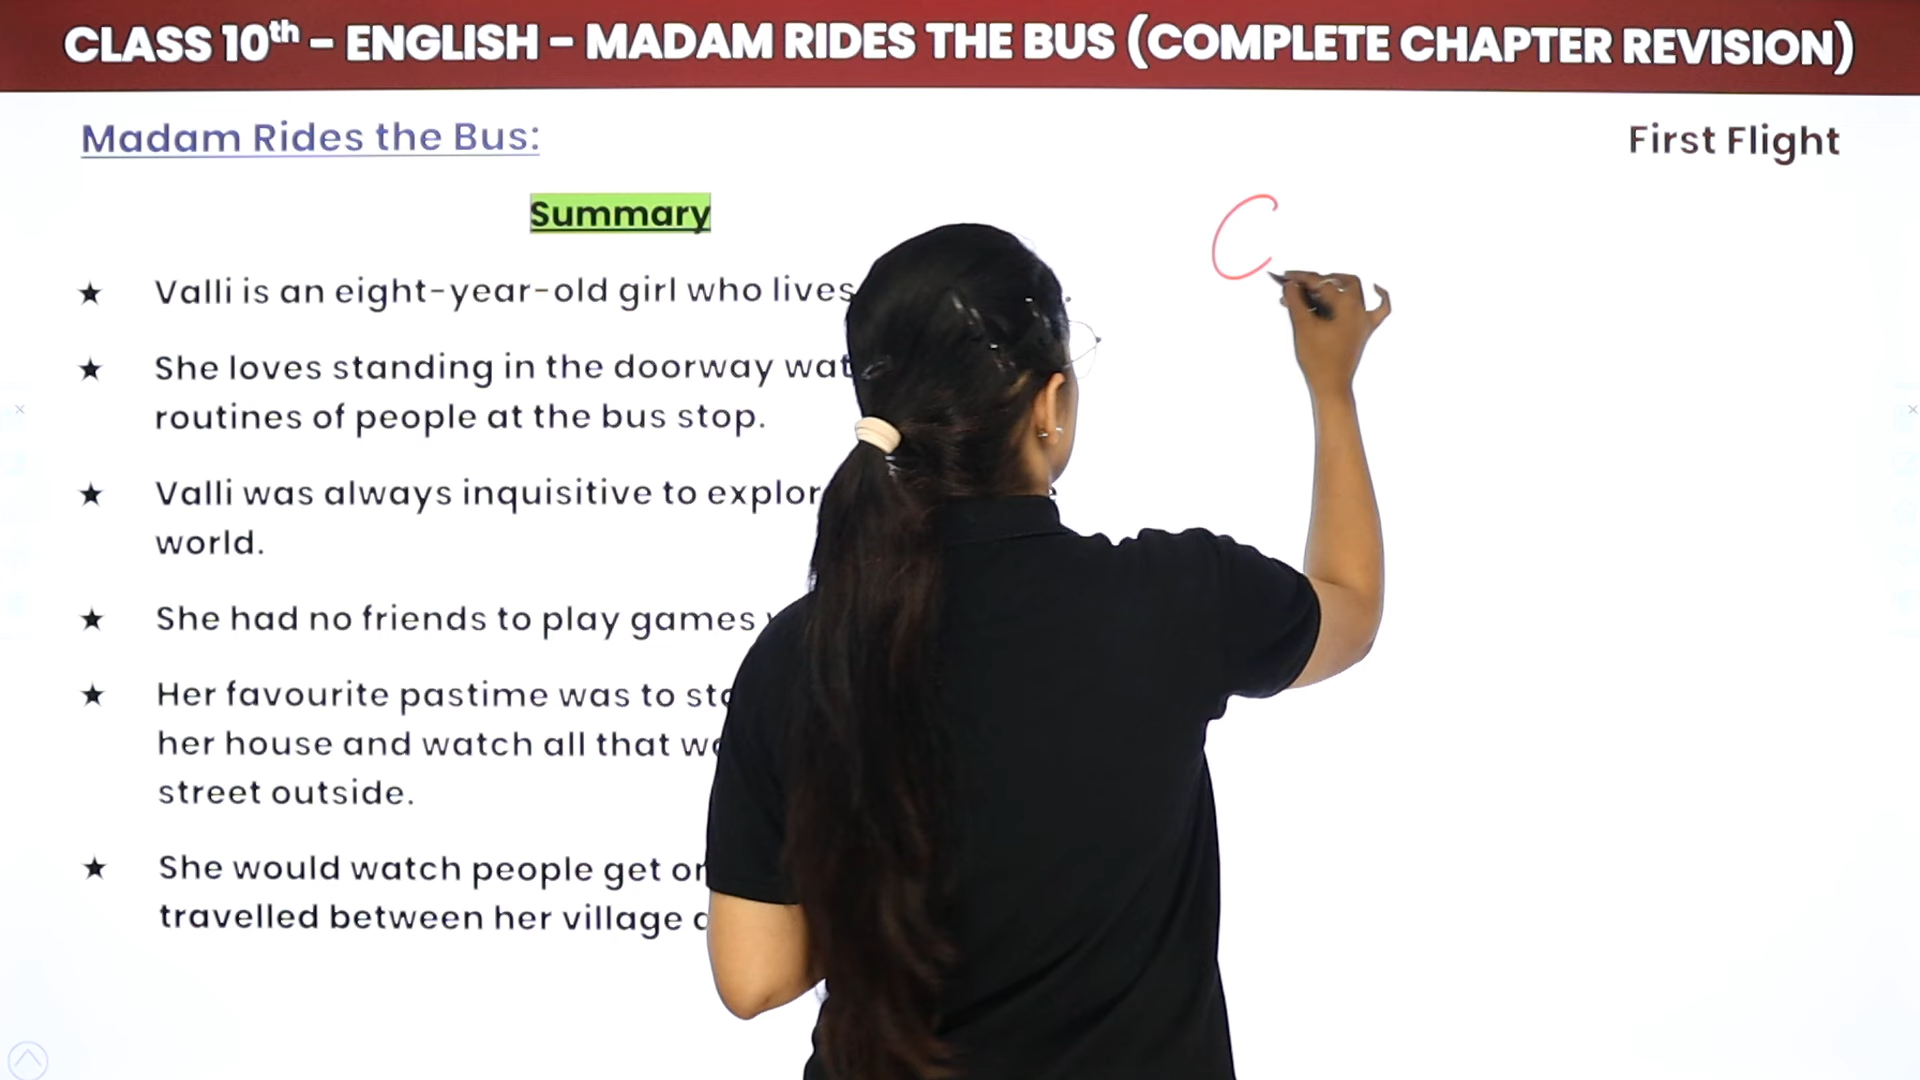 CLASS 10th – ENGLISH – MADAM RIDES THE BUS (COMPLETE CHAPTER REVISION)
Madam Rides the Bus:
First Flight
Summary
★ Valli is an eight-year-old girl who lives
★ She loves standing in the doorway
routines of people at the bus stop.
★ Valli was always inquisitive to
world.
★ She had no friends to play games
★ Her favourite pastime was to
her house and watch all that
street outside.
★ She would watch people get
travelled between her village
C